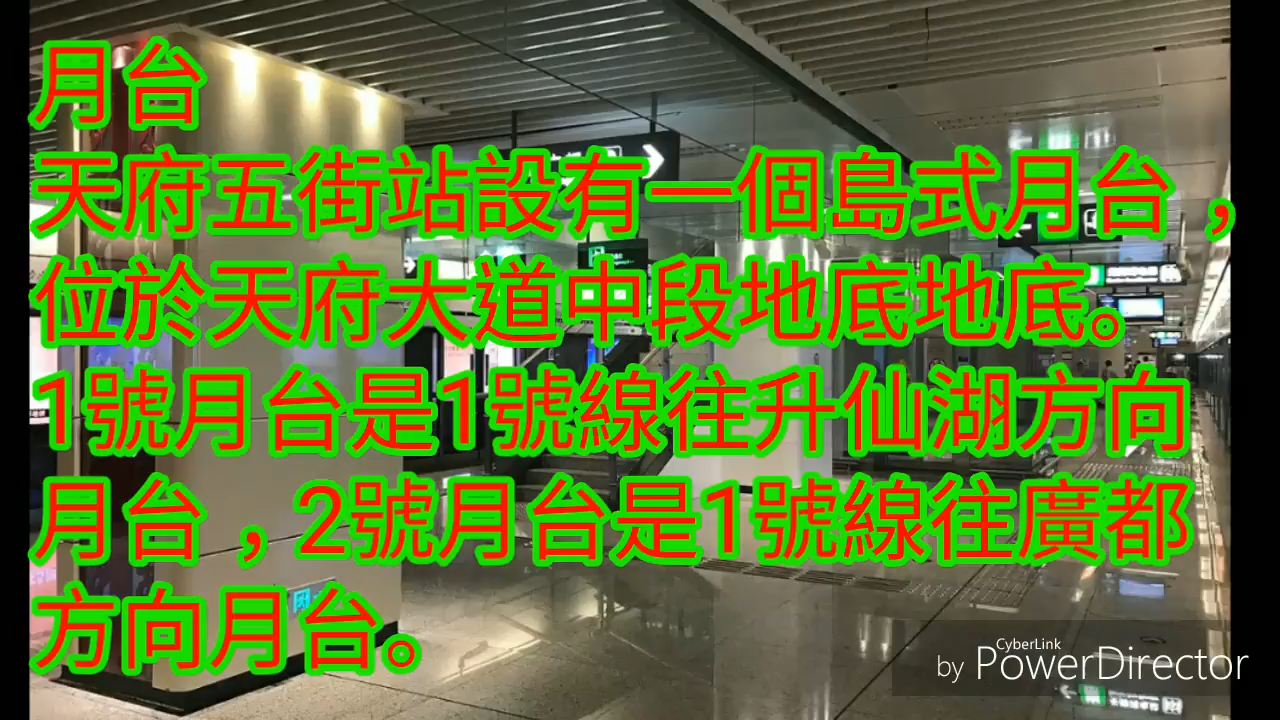 月台
天府五街站設有一個島式月台，
位於天府大道中段地底地底。
1號月台是1號線往升仙湖方向
月台，2號月台是1號線往廣都
方向月台。
CyberLink
by PowerDirector